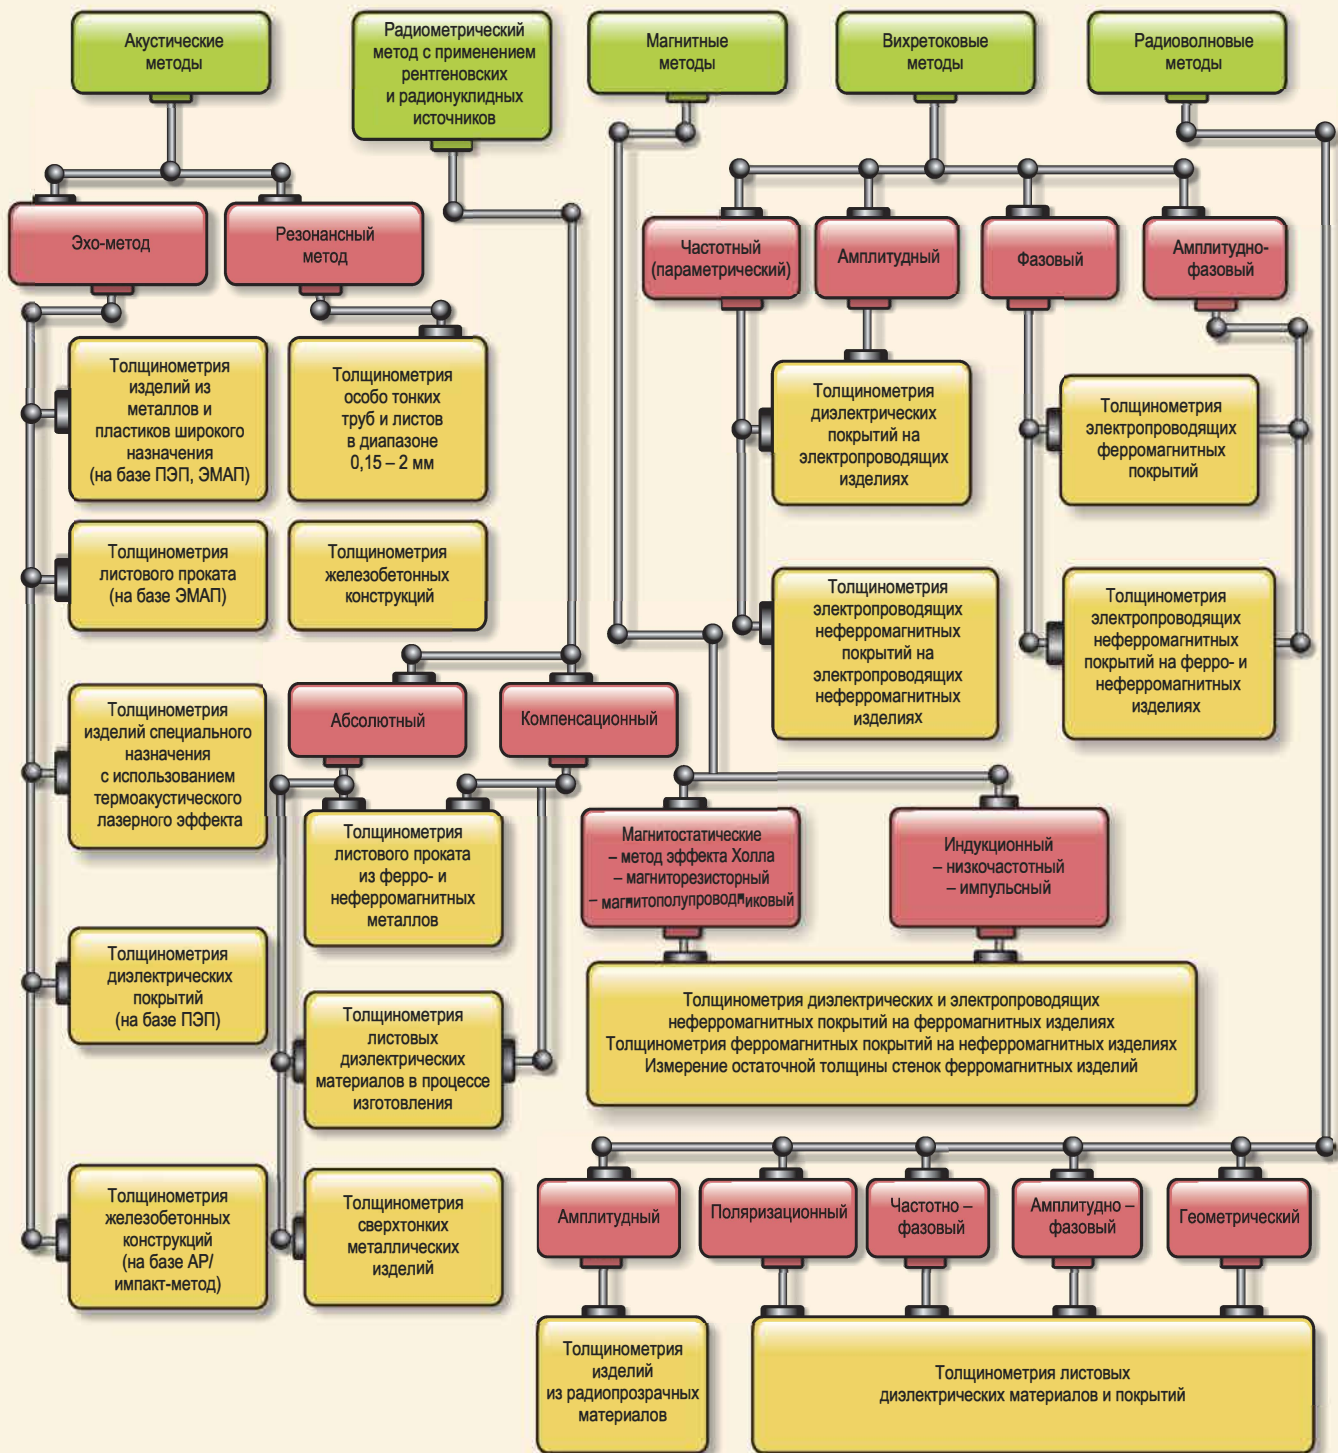 Акустические
методы
Радиометрический
метод с применением
рентгеновских
и радионуклидных
источников
Магнитные
методы
Вихретоковые
методы
Радиоволновые
методы
Эхо-метод
Резонансный
метод
Частотный
(параметрический)
Амплитудный
Фазовый
Амплитудно-
фазовый
Толщинометрия
изделий из
металлов и
пластиков широкого
назначения
(на базе ПЭП, ЭМАП)
Толщинометрия
особо тонких
труб и листов
в диапазоне
0,15 – 2 мм
Толщинометрия
диэлектрических
покрытий на
электропроводящих
изделиях
Толщинометрия
электропроводящих
ферромагнитных
покрытий
Толщинометрия
листового проката
(на базе ЭМАП)
Толщинометрия
железобетонных
конструкций
Толщинометрия
электропроводящих
неферромагнитных
покрытий на
электропроводящих
неферромагнитных
изделиях
Толщинометрия
электропроводящих
неферромагнитных
покрытий на ферро- и
неферромагнитных
изделиях
Толщинометрия
изделий специального
назначения
с использованием
термоакустического
лазерного эффекта
Абсолютный
Компенсационный
Толщинометрия
листового проката
из ферро- и
неферромагнитных
металлов
Магнитостатические
– метод эффекта Холла
– магниторезисторный
– магнитополупроводниковый
Индукционный
– низкочастотный
– импульсный
Толщинометрия
диэлектрических
покрытий
(на базе ПЭП)
Толщинометрия
листовых
диэлектрических
материалов в процессе
изготовления
Толщинометрия диэлектрических и электропроводящих
неферромагнитных покрытий на ферромагнитных изделиях
Толщинометрия ферромагнитных покрытий на неферромагнитных изделиях
Измерение остаточной толщины стенок ферромагнитных изделий
Толщинометрия
железобетонных
конструкций
(на базе АР/
импакт-метод)
Толщинометрия
сверхтонких
металлических
изделий
Амплитудный
Поляризационный
Частотно –
фазовый
Амплитудно –
фазовый
Геометрический
Толщинометрия
изделий
из радиопрозрачных
материалов
Толщинометрия листовых
диэлектрических материалов и покрытий